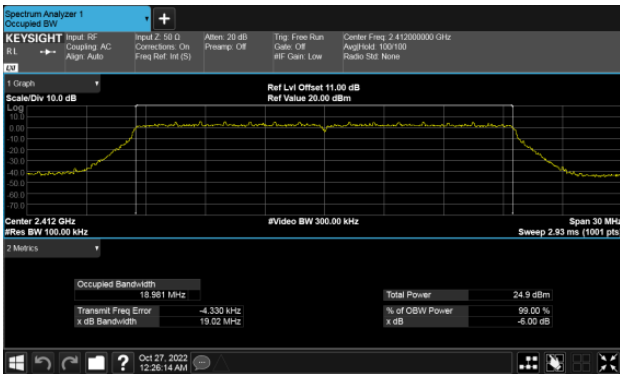 Spectrum Analyzer 1
Occupied BW
+
KEYSIGHT Input: RF Input Z: 50 Ω Atten: 20 dB Trig: Free Run Center Freq: 2.412000000 GHz
RL Coupling: AC Corrections: On Preamp: Off Gate: Off Avg|Hold: 100/100
Align: Auto Freq Ref: Int (S) #IF Gain: Low Radio Std: None
LXI
1 Graph Ref Lvl Offset 11.00 dB
Scale/Div 10.0 dB Ref Value 20.00 dBm
Log
10.0
0.00
-10.0
-20.0
-30.0
-40.0
-50.0
-60.0
-70.0
Center 2.412 GHz #Video BW 300.00 kHz Span 30 MHz
#Res BW 100.00 kHz Sweep 2.93 ms (1001 pts)
2 Metrics
Occupied Bandwidth
18.981 MHz Total Power 24.9 dBm
Transmit Freq Error -4.330 kHz % of OBW Power 99.00 %
x dB Bandwidth 19.02 MHz x dB -6.00 dB
? Oct 27, 2022
12:26:14 AM